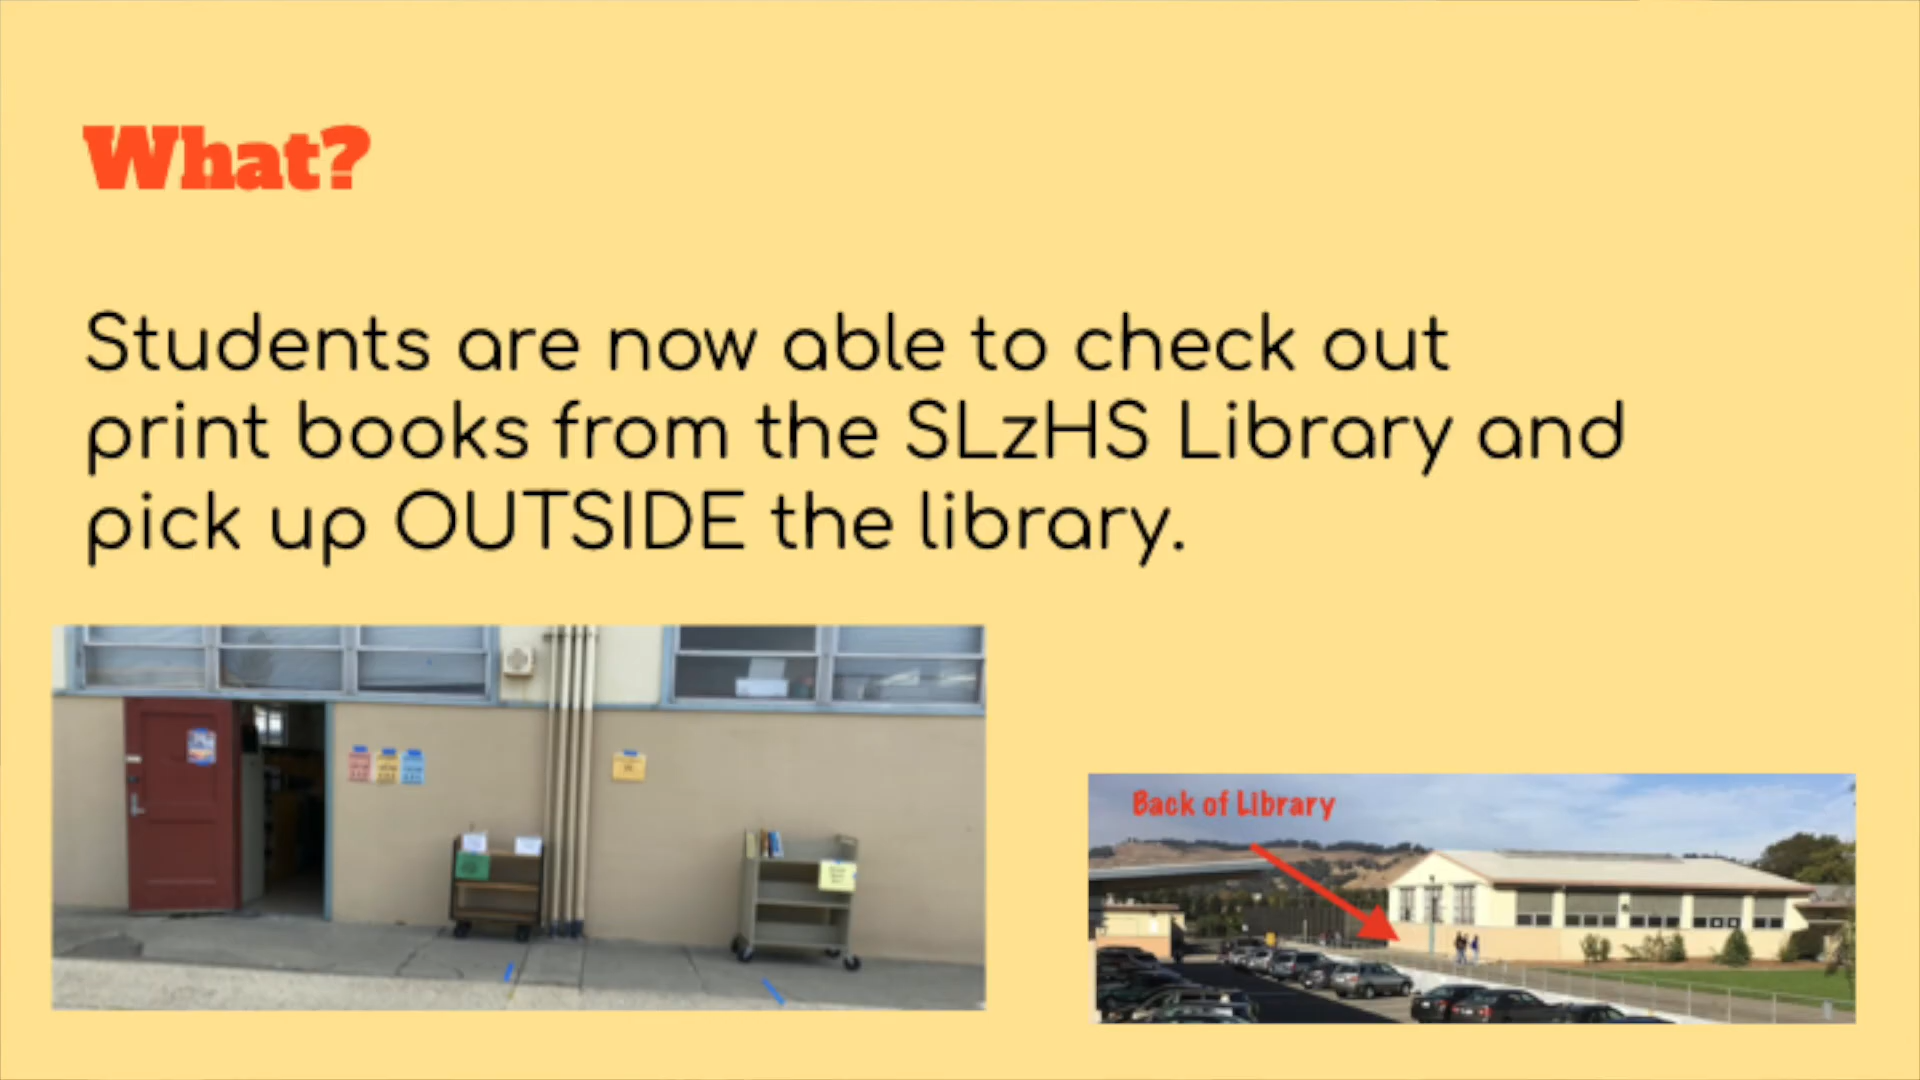 What?
Students are now able to check out
print books from the SLzHS Library and
pick up OUTSIDE the library.
Back of Library